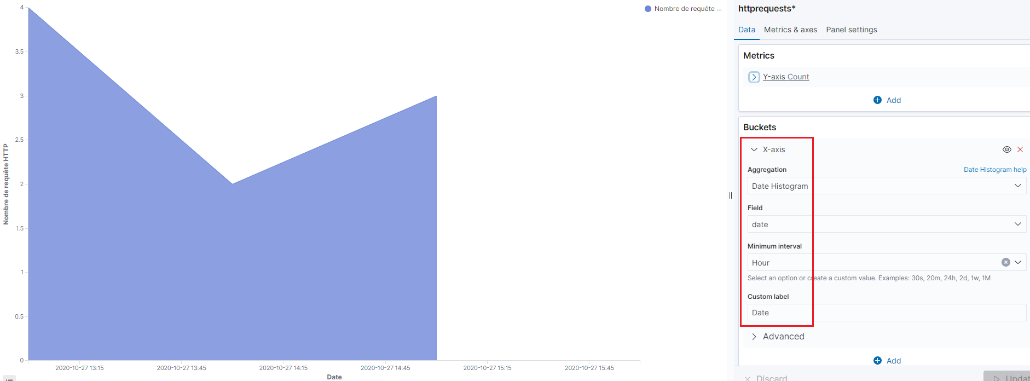 4
3.5
3
2.5
2
1.5
1
0.5
0
Nombre de requête HTTP
2020-10-27 13:15
2020-10-27 13:45
2020-10-27 14:15
2020-10-27 14:45
2020-10-27 15:15
2020-10-27 15:45
Date
Nombre de requête ...
httprequests*
Data Metrics & axes Panel settings
Metrics
Y-axis Count
Add
Buckets
X-axis
Aggregation Date Histogram help
Date Histogram
Field
date
Minimum interval
Hour
Select an option or create a custom value. Examples: 30s, 20m, 24h, 2d, 1w, 1M
Custom label
Date
Advanced
Add
Discard